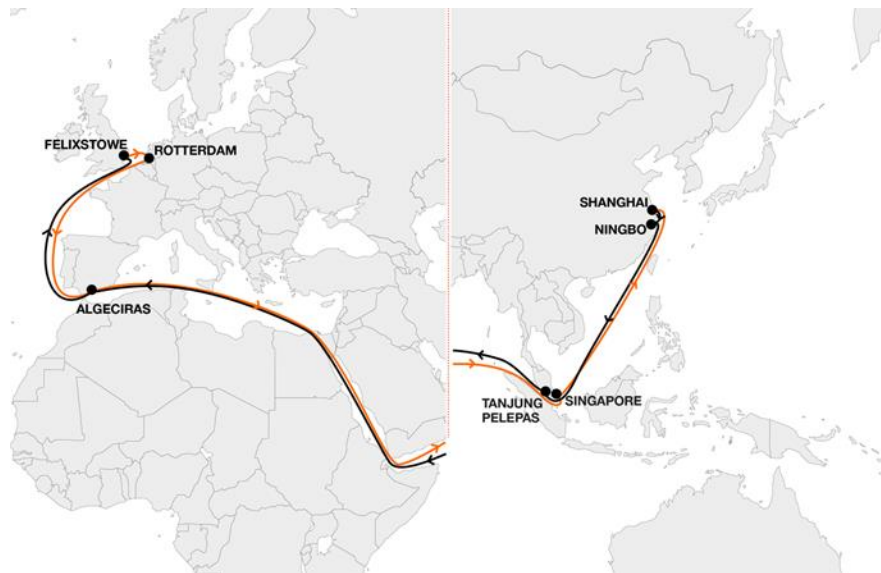 FELIXSTOWE
ROTTERDAM
ALGECIRAS
SHANGHAI
NINGBO
TANJUNG
PELEPAS
SINGAPORE